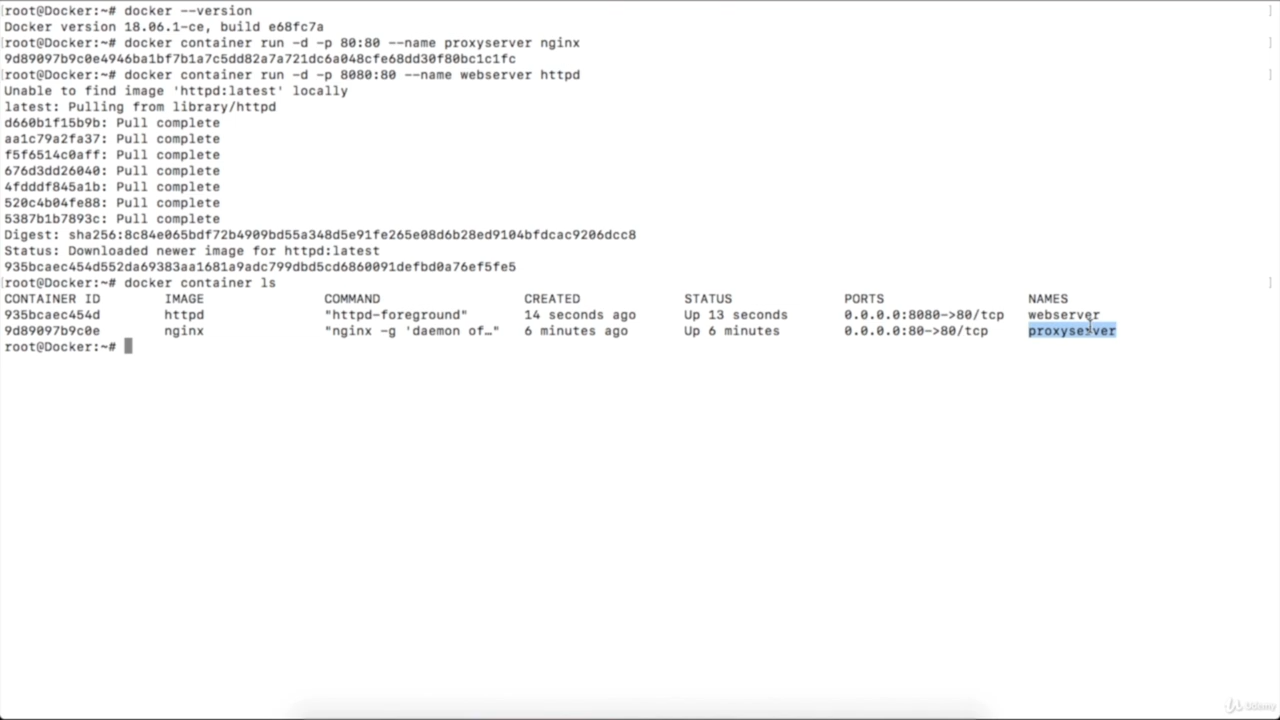 [root@Docker:~# docker --version ]
Docker version 18.06.1-ce, build e68fc7a
[root@Docker:~# docker container run -d -p 80:80 --name proxyserver nginx ]
9d89097b9c0e4946ba1bf7b1a7c5dd82a7a721dc6a048cfe68dd30f80bc1c1fc
[root@Docker:~# docker container run -d -p 8080:80 --name webserver httpd ]
Unable to find image 'httpd:latest' locally
latest: Pulling from library/httpd
d660b1f15b9b: Pull complete
aa1c79a2fa37: Pull complete
f5f6514c0aff: Pull complete
676d3dd26040: Pull complete
4fdddf845a1b: Pull complete
520c4b04fe88: Pull complete
5387b1b7893c: Pull complete
Digest: sha256:8c84e065bdf72b4909bd55a348d5e91fe265e08d6b28ed9104bfdcac9206dcc8
Status: Downloaded newer image for httpd:latest
935bcaec454d552da69383aa1681a9adc799dbd5cd6860091defbd0a76ef5fe5
[root@Docker:~# docker container ls ]
CONTAINER ID IMAGE COMMAND CREATED STATUS PORTS NAMES
935bcaec454d httpd "httpd-foreground" 14 seconds ago Up 13 seconds 0.0.0.0:8080->80/tcp webserver
9d89097b9c0e nginx "nginx -g 'daemon of…" 6 minutes ago Up 6 minutes 0.0.0.0:80->80/tcp proxyserver
root@Docker:~#
Udemy